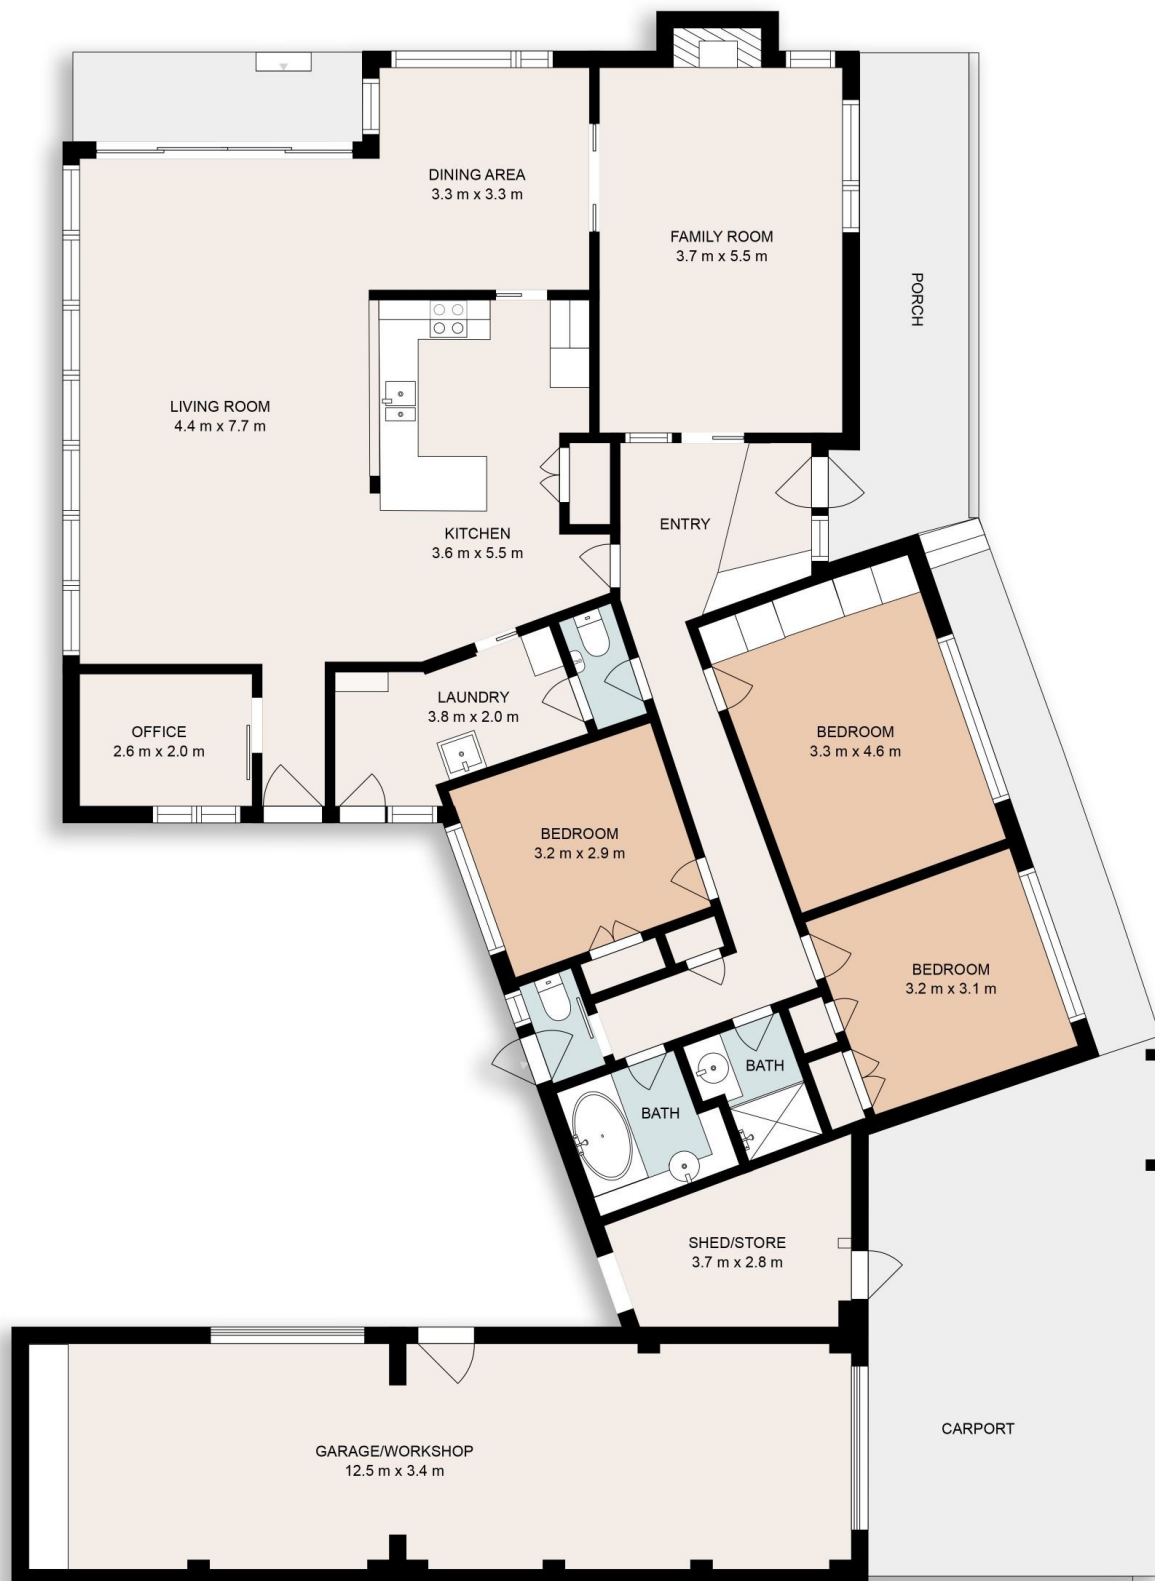 DINING AREA
3.3 m x 3.3 m
FAMILY ROOM
3.7 m x 5.5 m
PORCH
LIVING ROOM
4.4 m x 7.7 m
KITCHEN
3.6 m x 5.5 m
ENTRY
LAUNDRY
3.8 m x 2.0 m
OFFICE
2.6 m x 2.0 m
BEDROOM
3.3 m x 4.6 m
BEDROOM
3.2 m x 2.9 m
BEDROOM
3.2 m x 3.1 m
BATH
BATH
SHED/STORE
3.7 m x 2.8 m
CARPORT
GARAGE/WORKSHOP
12.5 m x 3.4 m